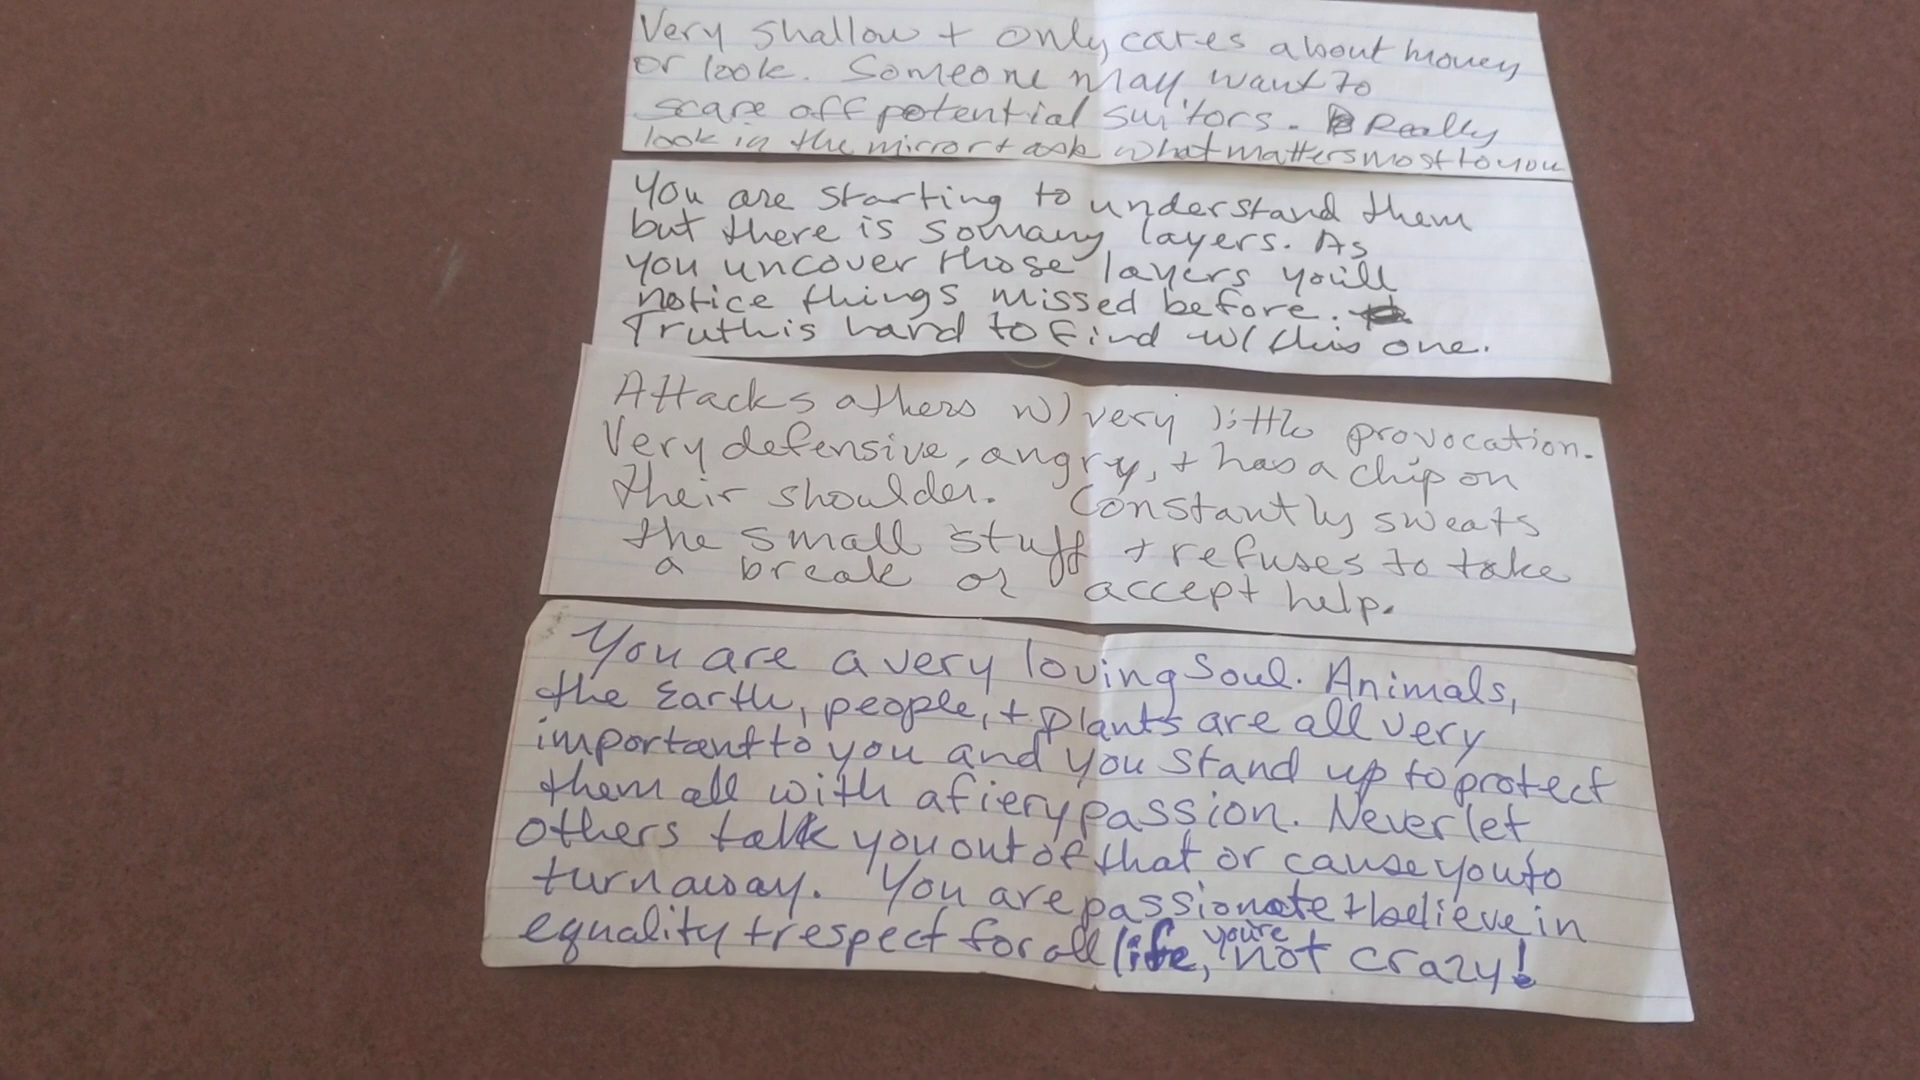 Very shallow + only cares about money
or look. Someone may want to
scare off potential suitors. Really
look in the mirror + ask what matters most to you
You are starting to understand them
but there is so many layers. As
you uncover those layers you'll
notice things missed before.
Truth is hard to find w/ this one.
Attacks others w/ very little provocation.
Very defensive, angry, + has a chip on
their shoulder. Constantly sweats
the small stuff + refuses to take
a break or accept help.
You are a very loving soul. Animals,
the Earth, people, + plants are all very
important to you and you stand up to protect
them all with a fiery passion. Never let
others talk you out of that or cause you to
turn away. You are passionate + believe in
equality + respect for all life, you're not crazy!